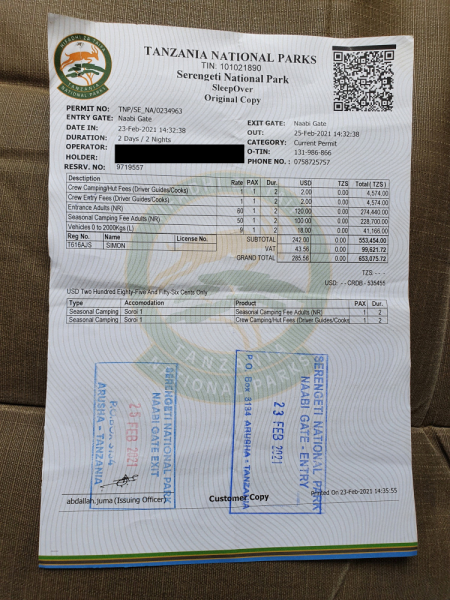 TANZANIA NATIONAL PARKS
TIN: 101021890
Serengeti National Park
SleepOver
Original Copy
PERMIT NO: TNP/SE_NA/0234963
ENTRY GATE: Naabi Gate EXIT GATE: Naabi Gate
DATE IN: 23-Feb-2021 14:32:38 OUT: 25-Feb-2021 14:32:38
DURATION: 2 Days / 2 Nights CATEGORY: Current Permit
OPERATOR: O-TIN: 131-986-866
HOLDER: PHONE NO: 0758725757
RESRV. NO: 9719557
Desctiption Rate PAX Dur. USD TZS Total ( TZS )
Crew Camping/Hut Fees (Driver Guides/Cooks) 1 1 2 2.00 0.00 4,574.00
Crew Entry Fees (Driver Guides/Cooks) 1 1 2 2.00 0.00 4,574.00
Entrance Adults (NR) 60 1 2 120.00 0.00 274,440.00
Seasonal Camping Fee Adults (NR) 50 1 2 100.00 0.00 228,700.00
Vehicles 0 to 2000Kgs (L) 9 1 2 18.00 0.00 41,166.00
Reg No. Name License No. SUBTOTAL 242.00 0.00 553,454.00
T616AJS SIMON VAT 43.56 0.00 99,621.72
GRAND TOTAL 285.56 0.00 653,075.72
TZS: -- -
USD: -- CRDB - 535455
USD Two Hundred Eighty-Five And Fifty-Six Cents Only
Type Accomodation Product PAX Dur.
Seasonal Camping Soroi 1 Seasonal Camping Fee Adults (NR) 1 2
Seasonal Camping Soroi 1 Crew Camping/Hut Fees (Driver Guides/Cooks 1 2
TANZANIA
NATIONAL PARKS
SERENGETI NATIONAL PARK
NAABI GATE EXIT
25 FEB 2021
P.O. Box 3134
ARUSHA - TANZANIA
SERENGETI NATIONAL PARK
NAABI GATE - ENTRY
23 FEB 2021
P.O. Box 3134 ARUSHA - TANZANIA
Printed On 23-Feb-2021 14:35:55
abdallah.juma (Issuing Officer) Customer Copy